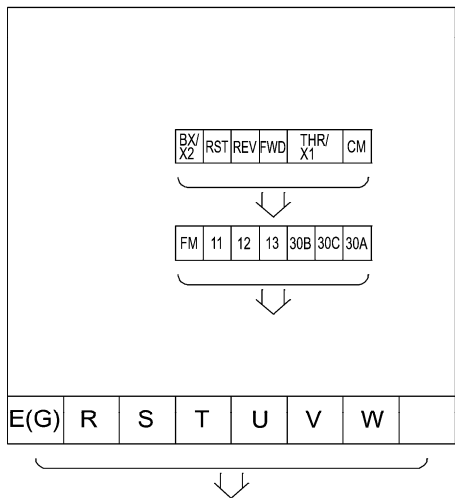 BX/ X2 RST REV FWD THR/ X1 CM
FM 11 12 13 30B 30C 30A
E(G) R S T U V W